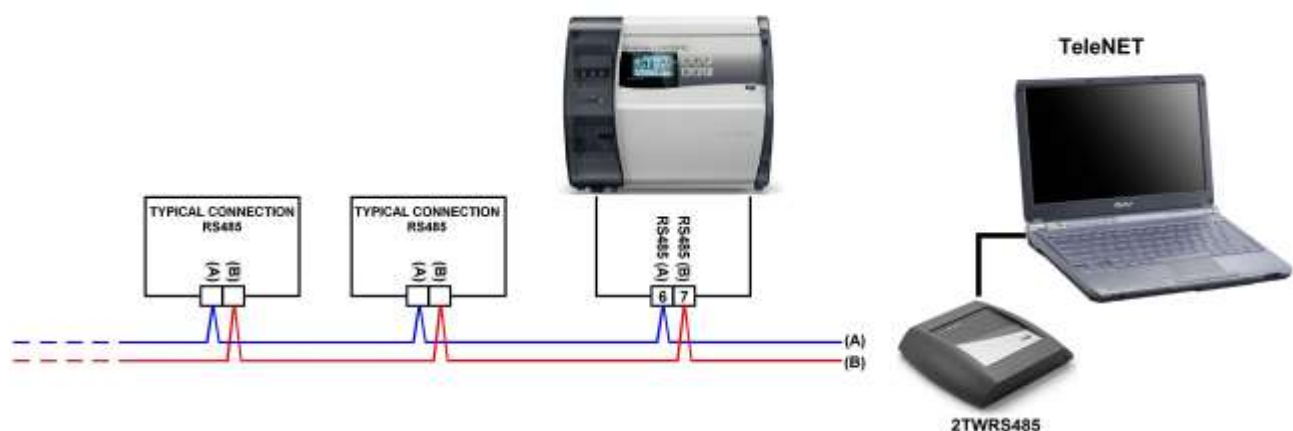 TeleNET
TYPICAL CONNECTION
RS485
(A)
(B)
TYPICAL CONNECTION
RS485
(A)
(B)
RS485 (A)
RS485 (B)
6
7
(A)
(B)
2TWRS485